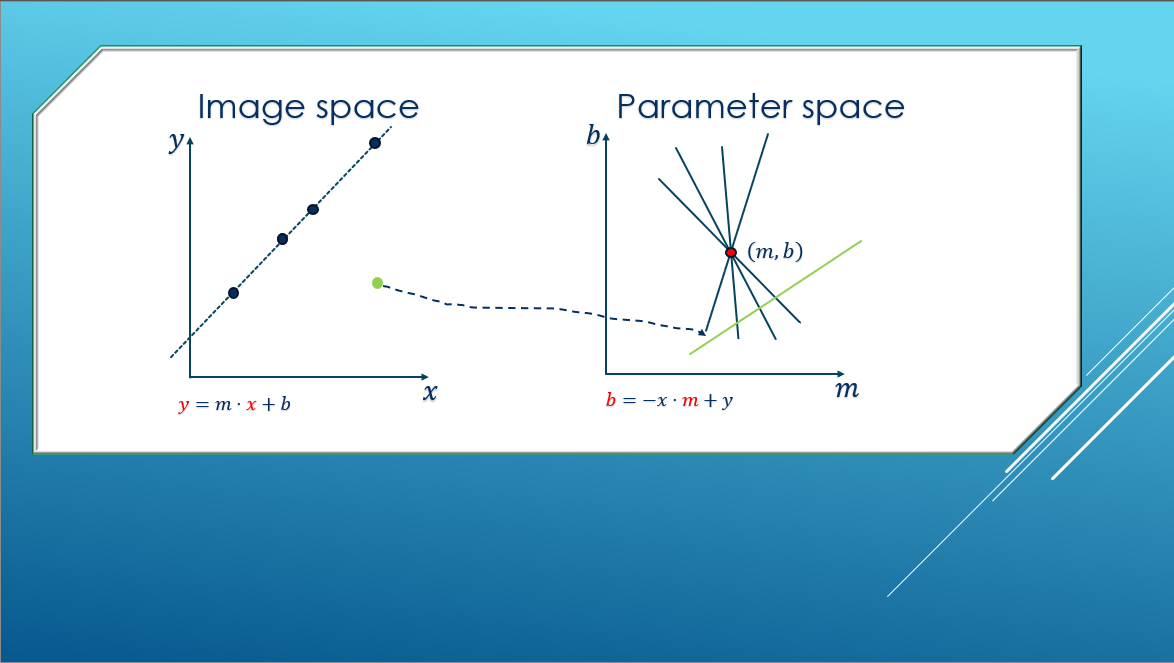 Image space
y
x
y = m · x + b
Parameter space
b
(m, b)
m
b = −x · m + y